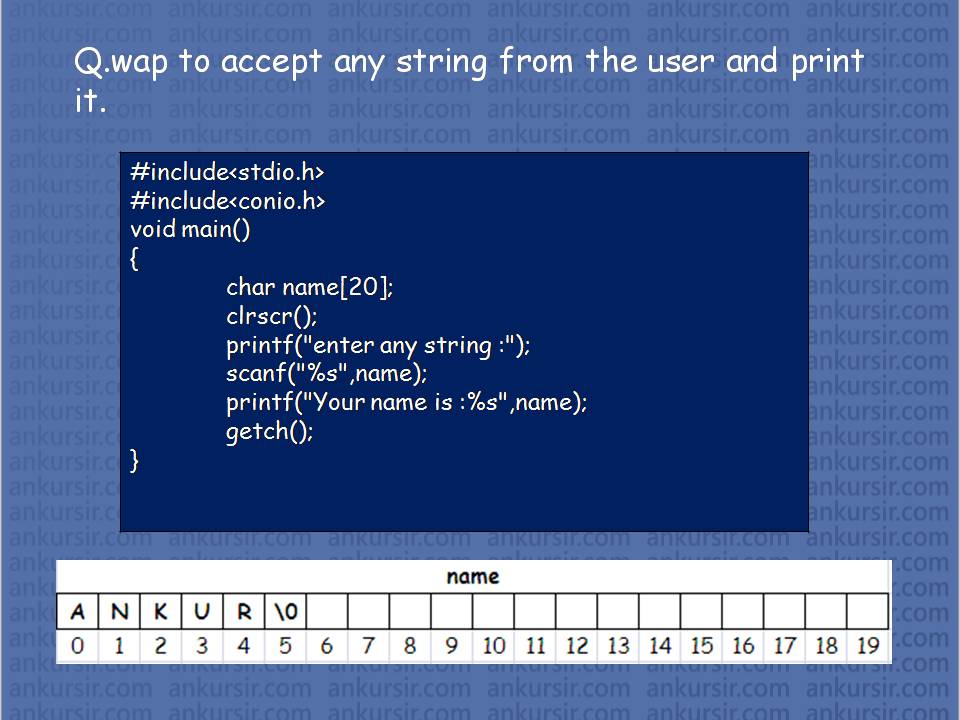 Q.wap to accept any string from the user and print
it.
#include<stdio.h>
#include<conio.h>
void main()
{
char name[20];
clrscr();
printf("enter any string :");
scanf("%s",name);
printf("Your name is :%s",name);
getch();
}
name
A N K U R \0
0 1 2 3 4 5 6 7 8 9 10 11 12 13 14 15 16 17 18 19
ankursir.com